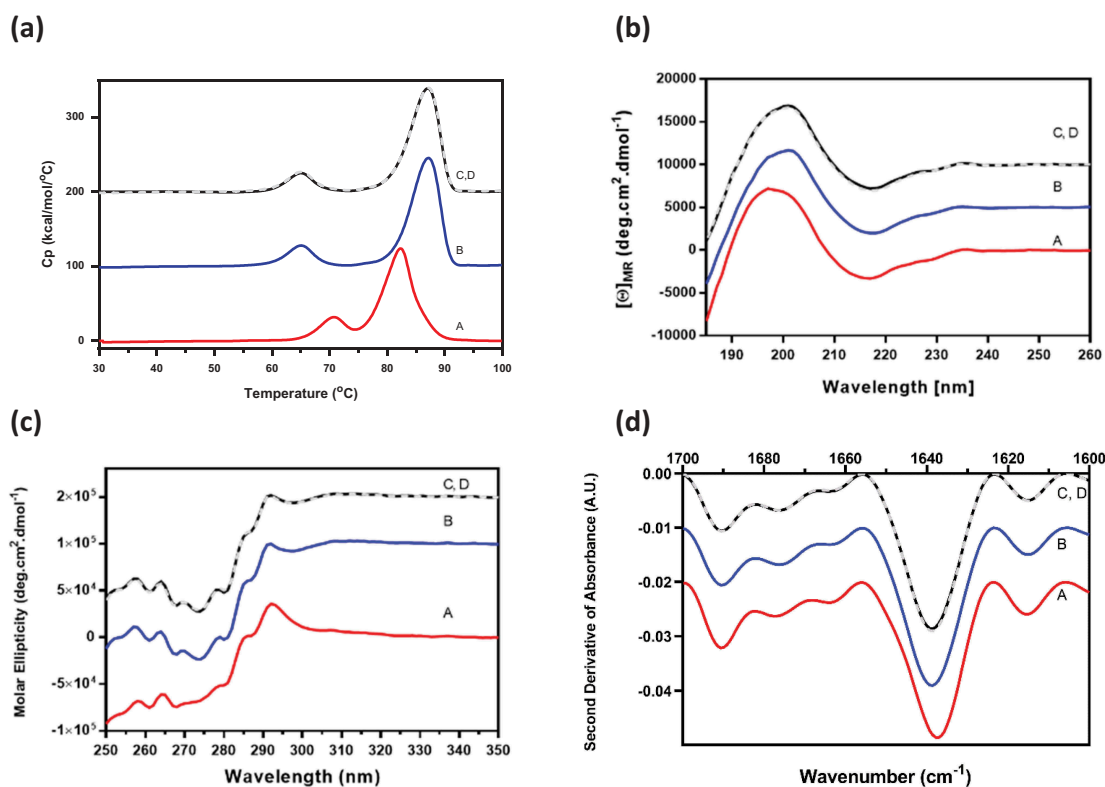 (a)
Cp (kcal/mol/°C)
300
200
100
0
C,D
B
A
30 40 50 60 70 80 90 100
Temperature (°C)
(b)
[Θ]MR (deg.cm².dmol⁻¹)
20000
15000
10000
5000
0
-5000
-10000
C, D
B
A
190 200 210 220 230 240 250 260
Wavelength [nm]
(c)
Molar Ellipticity (deg.cm².dmol⁻¹)
2×10⁵
1×10⁵
5×10⁴
0
-5×10⁴
-1×10⁵
C, D
B
A
250 260 270 280 290 300 310 320 330 340 350
Wavelength (nm)
(d)
1700 1680 1660 1640 1620 1600
Second Derivative of Absorbance (A.U.)
0.00
-0.01
-0.02
-0.03
-0.04
C, D
B
A
Wavenumber (cm⁻¹)